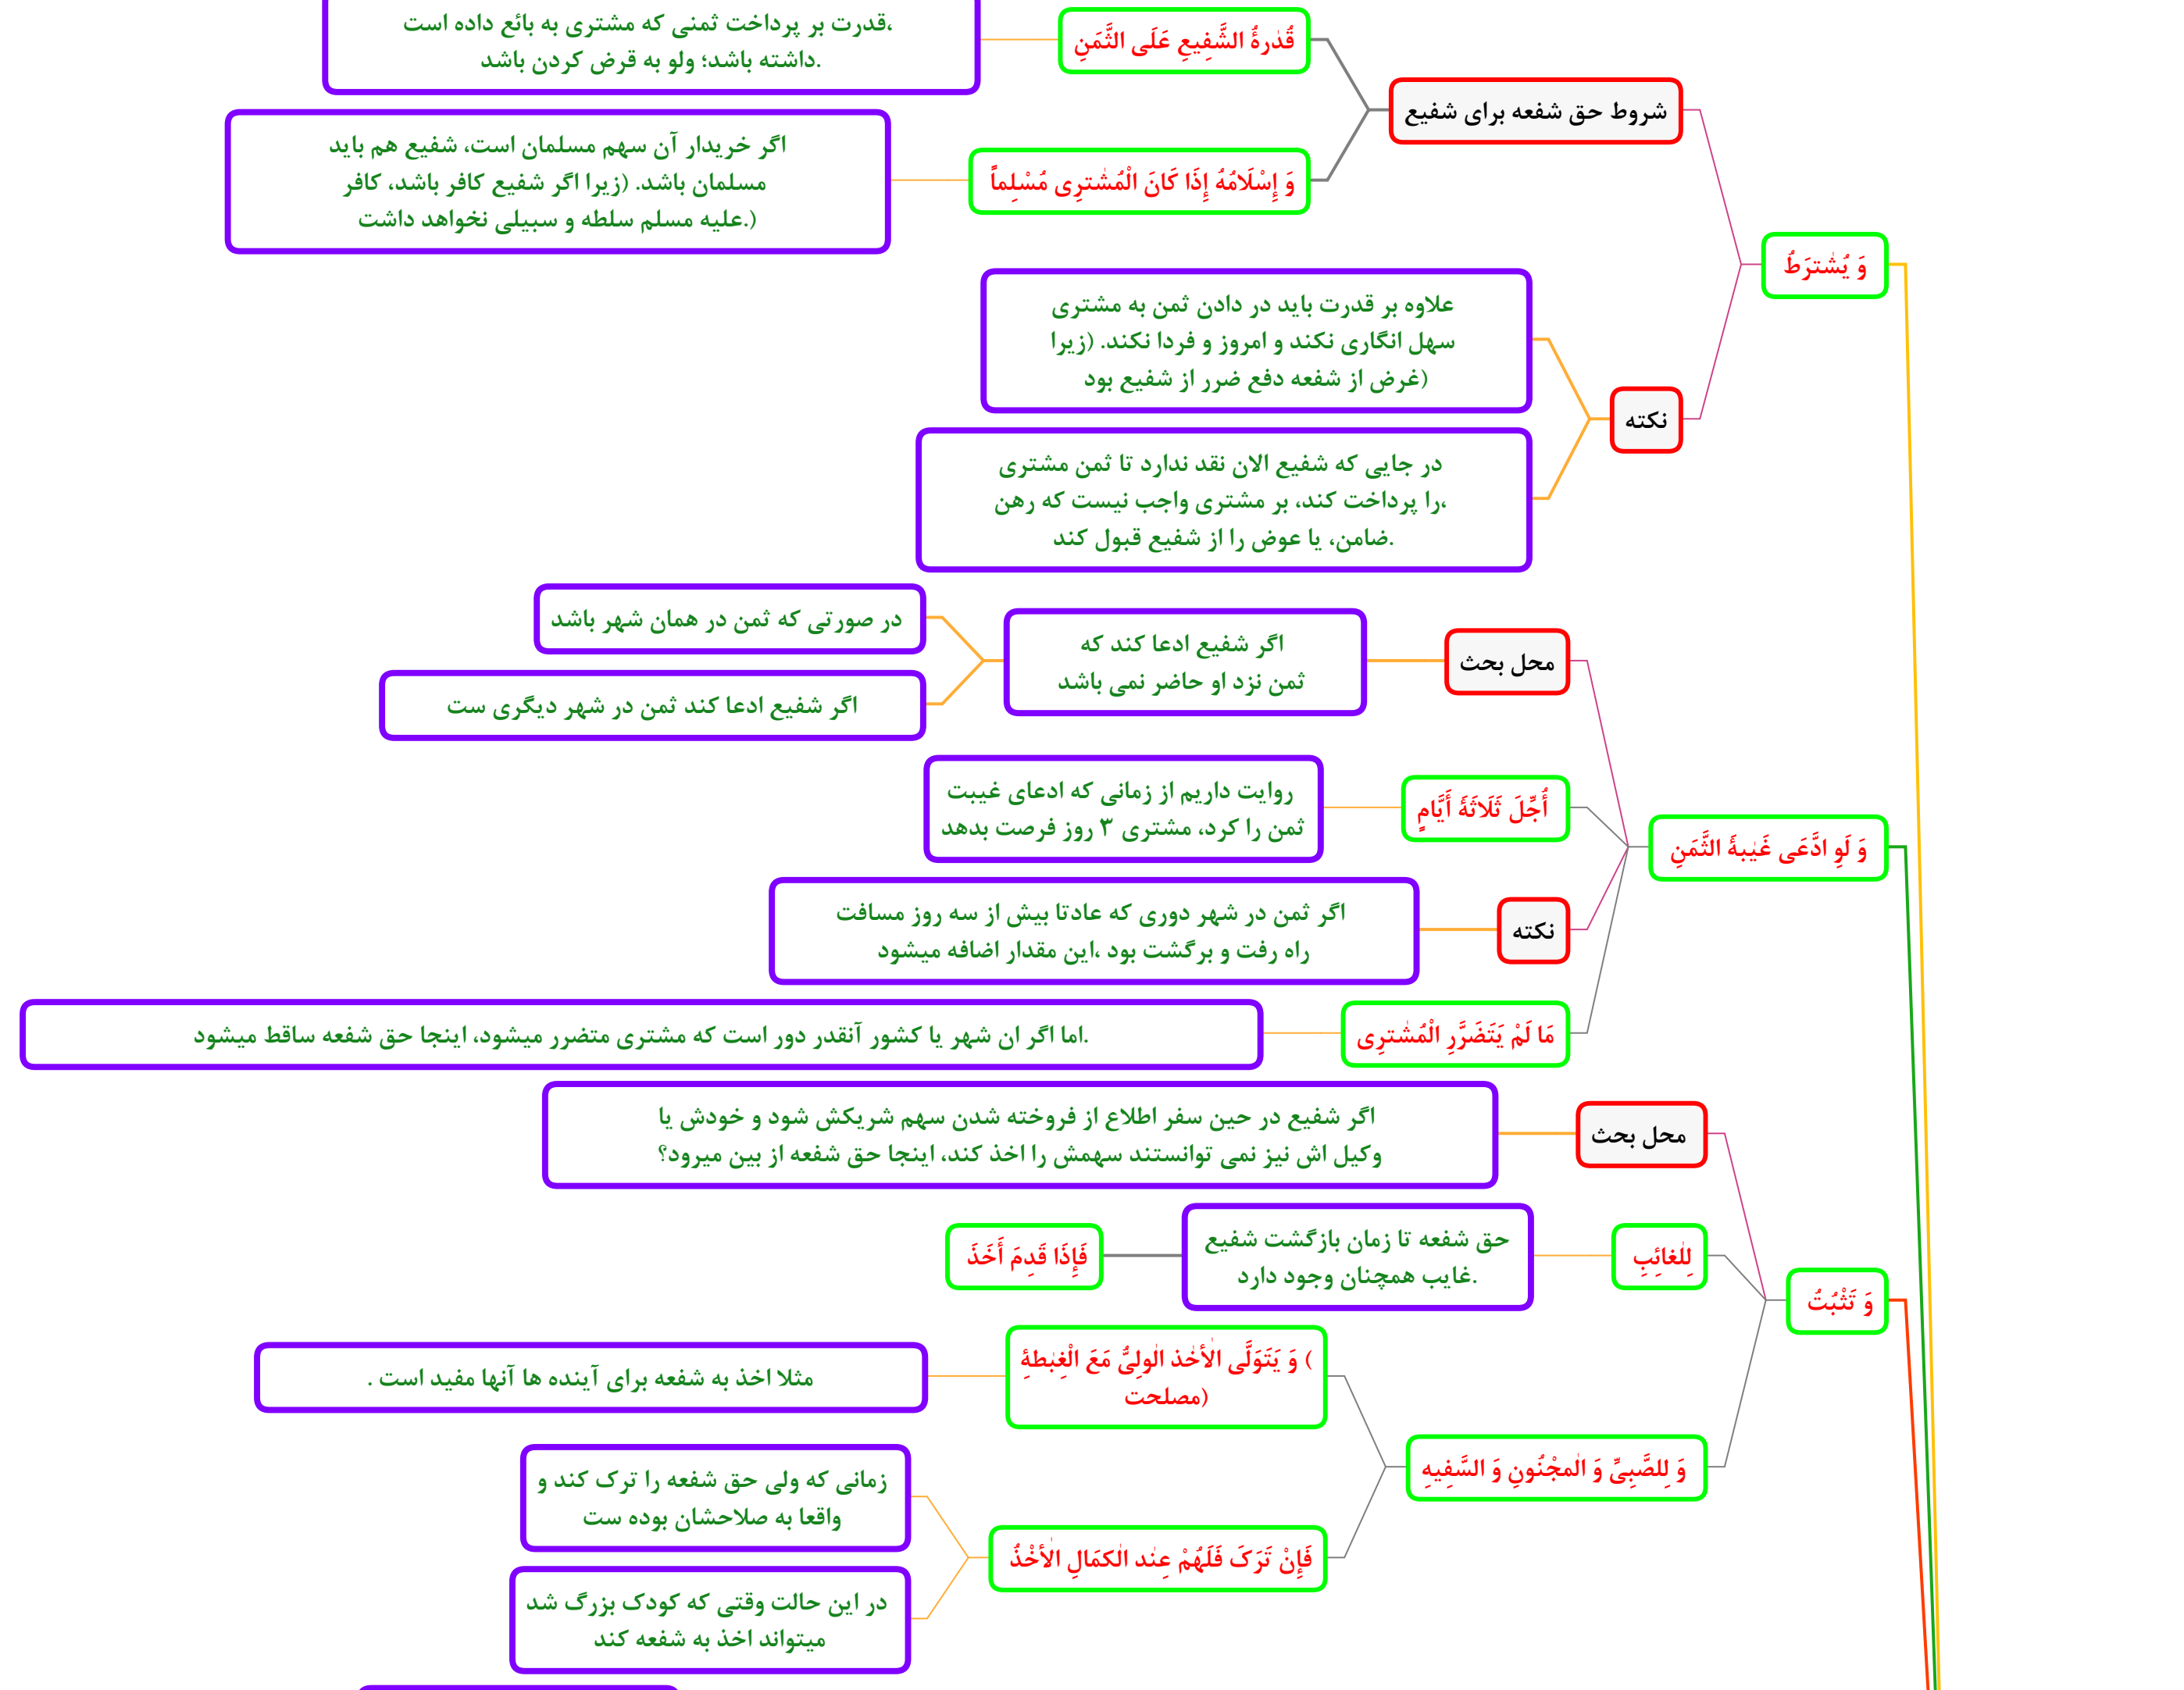 وَ یُشْتَرَطُ
شروط حق شفعه برای شفیع
قُدْرَةُ الشَّفِیعِ عَلَی الثَّمَنِ
قدرت بر پرداخت ثمنی که مشتری به بائع داده است،
داشته باشد؛ ولو به قرض کردن باشد.
وَ إِسْلَامُهُ إِذَا کَانَ الْمُشْتَرِی مُسْلِماً
اگر خریدار آن سهم مسلمان است، شفیع هم باید
مسلمان باشد. (زیرا اگر شفیع کافر باشد، کافر
علیه مسلم سلطه و سبیلی نخواهد داشت.)
نکته
علاوه بر قدرت باید در دادن ثمن به مشتری
سهل انگاری نکند و امروز و فردا نکند. (زیرا
غرض از شفعه دفع ضرر از شفیع بود)
در جایی که شفیع الان نقد ندارد تا ثمن مشتری
را پرداخت کند، بر مشتری واجب نیست که رهن،
ضامن، یا عوض را از شفیع قبول کند.
وَ لَوِ ادَّعَی غَیْبَةَ الثَّمَنِ
محل بحث
اگر شفیع ادعا کند که
ثمن نزد او حاضر نمی باشد
در صورتی که ثمن در همان شهر باشد
اگر شفیع ادعا کند ثمن در شهر دیگری ست
أُجِّلَ ثَلَاثَةَ أَیَّامٍ
روایت داریم از زمانی که ادعای غیبت
ثمن را کرد، مشتری ۳ روز فرصت بدهد
نکته
اگر ثمن در شهر دوری که عادتا بیش از سه روز مسافت
راه رفت و برگشت بود ،این مقدار اضافه میشود
مَا لَمْ یَتَضَرَّرِ الْمُشْتَرِی
اما اگر ان شهر یا کشور آنقدر دور است که مشتری متضرر میشود، اینجا حق شفعه ساقط میشود.
وَ تَثْبُتُ
محل بحث
اگر شفیع در حین سفر اطلاع از فروخته شدن سهم شریکش شود و خودش یا
وکیل اش نیز نمی توانستند سهمش را اخذ کند، اینجا حق شفعه از بین میرود؟
لِلْغائِبِ
حق شفعه تا زمان بازگشت شفیع
غایب همچنان وجود دارد.
فَإِذَا قَدِمَ أَخَذَ
وَ لِلصَّبِیِّ وَ الْمَجْنُونِ وَ السَّفِیهِ
وَ یَتَوَلَّی الْأَخْذَ الْوَلِیُّ مَعَ الْغِبْطَةِ (
مصلحت)
مثلا اخذ به شفعه برای آینده ها آنها مفید است .
فَإِنْ تَرَکَ فَلَهُمْ عِنْدَ الْکَمَالِ الْأَخْذُ
زمانی که ولی حق شفعه را ترک کند و
واقعا به صلاحشان بوده ست
در این حالت وقتی که کودک بزرگ شد
میتواند اخذ به شفعه کند